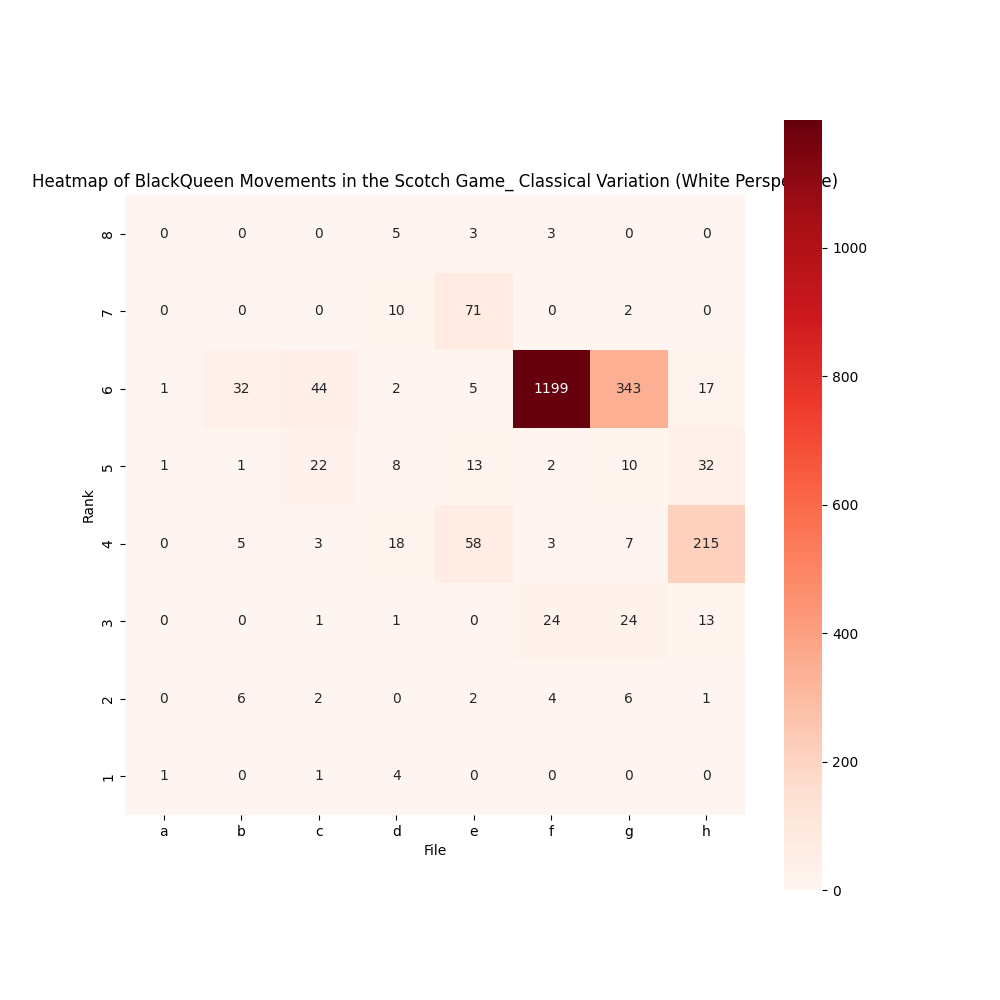 Heatmap of BlackQueen Movements in the Scotch Game_ Classical Variation (White Perspe e)
8 0 0 0 5 3 3 0 0
7 0 0 0 10 71 0 2 0
6 1 32 44 2 5 1199 343 17
5 1 1 22 8 13 2 10 32
4 0 5 3 18 58 3 7 215
3 0 0 1 1 0 24 24 13
2 0 6 2 0 2 4 6 1
1 1 0 1 4 0 0 0 0
a b c d e f g h
File
Rank
1000
800
600
400
200
0